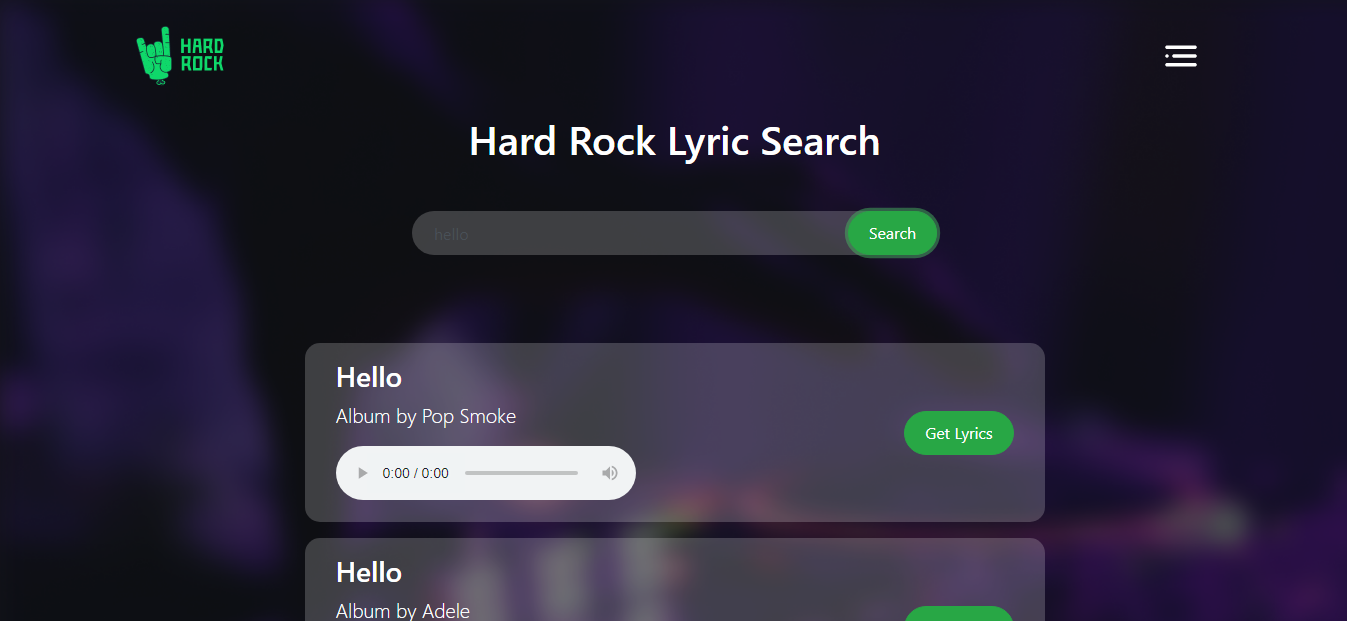 HARD
ROCK
Hard Rock Lyric Search
hello
Search
Hello
Album by Pop Smoke
Get Lyrics
0:00 / 0:00
Hello
Album by Adele